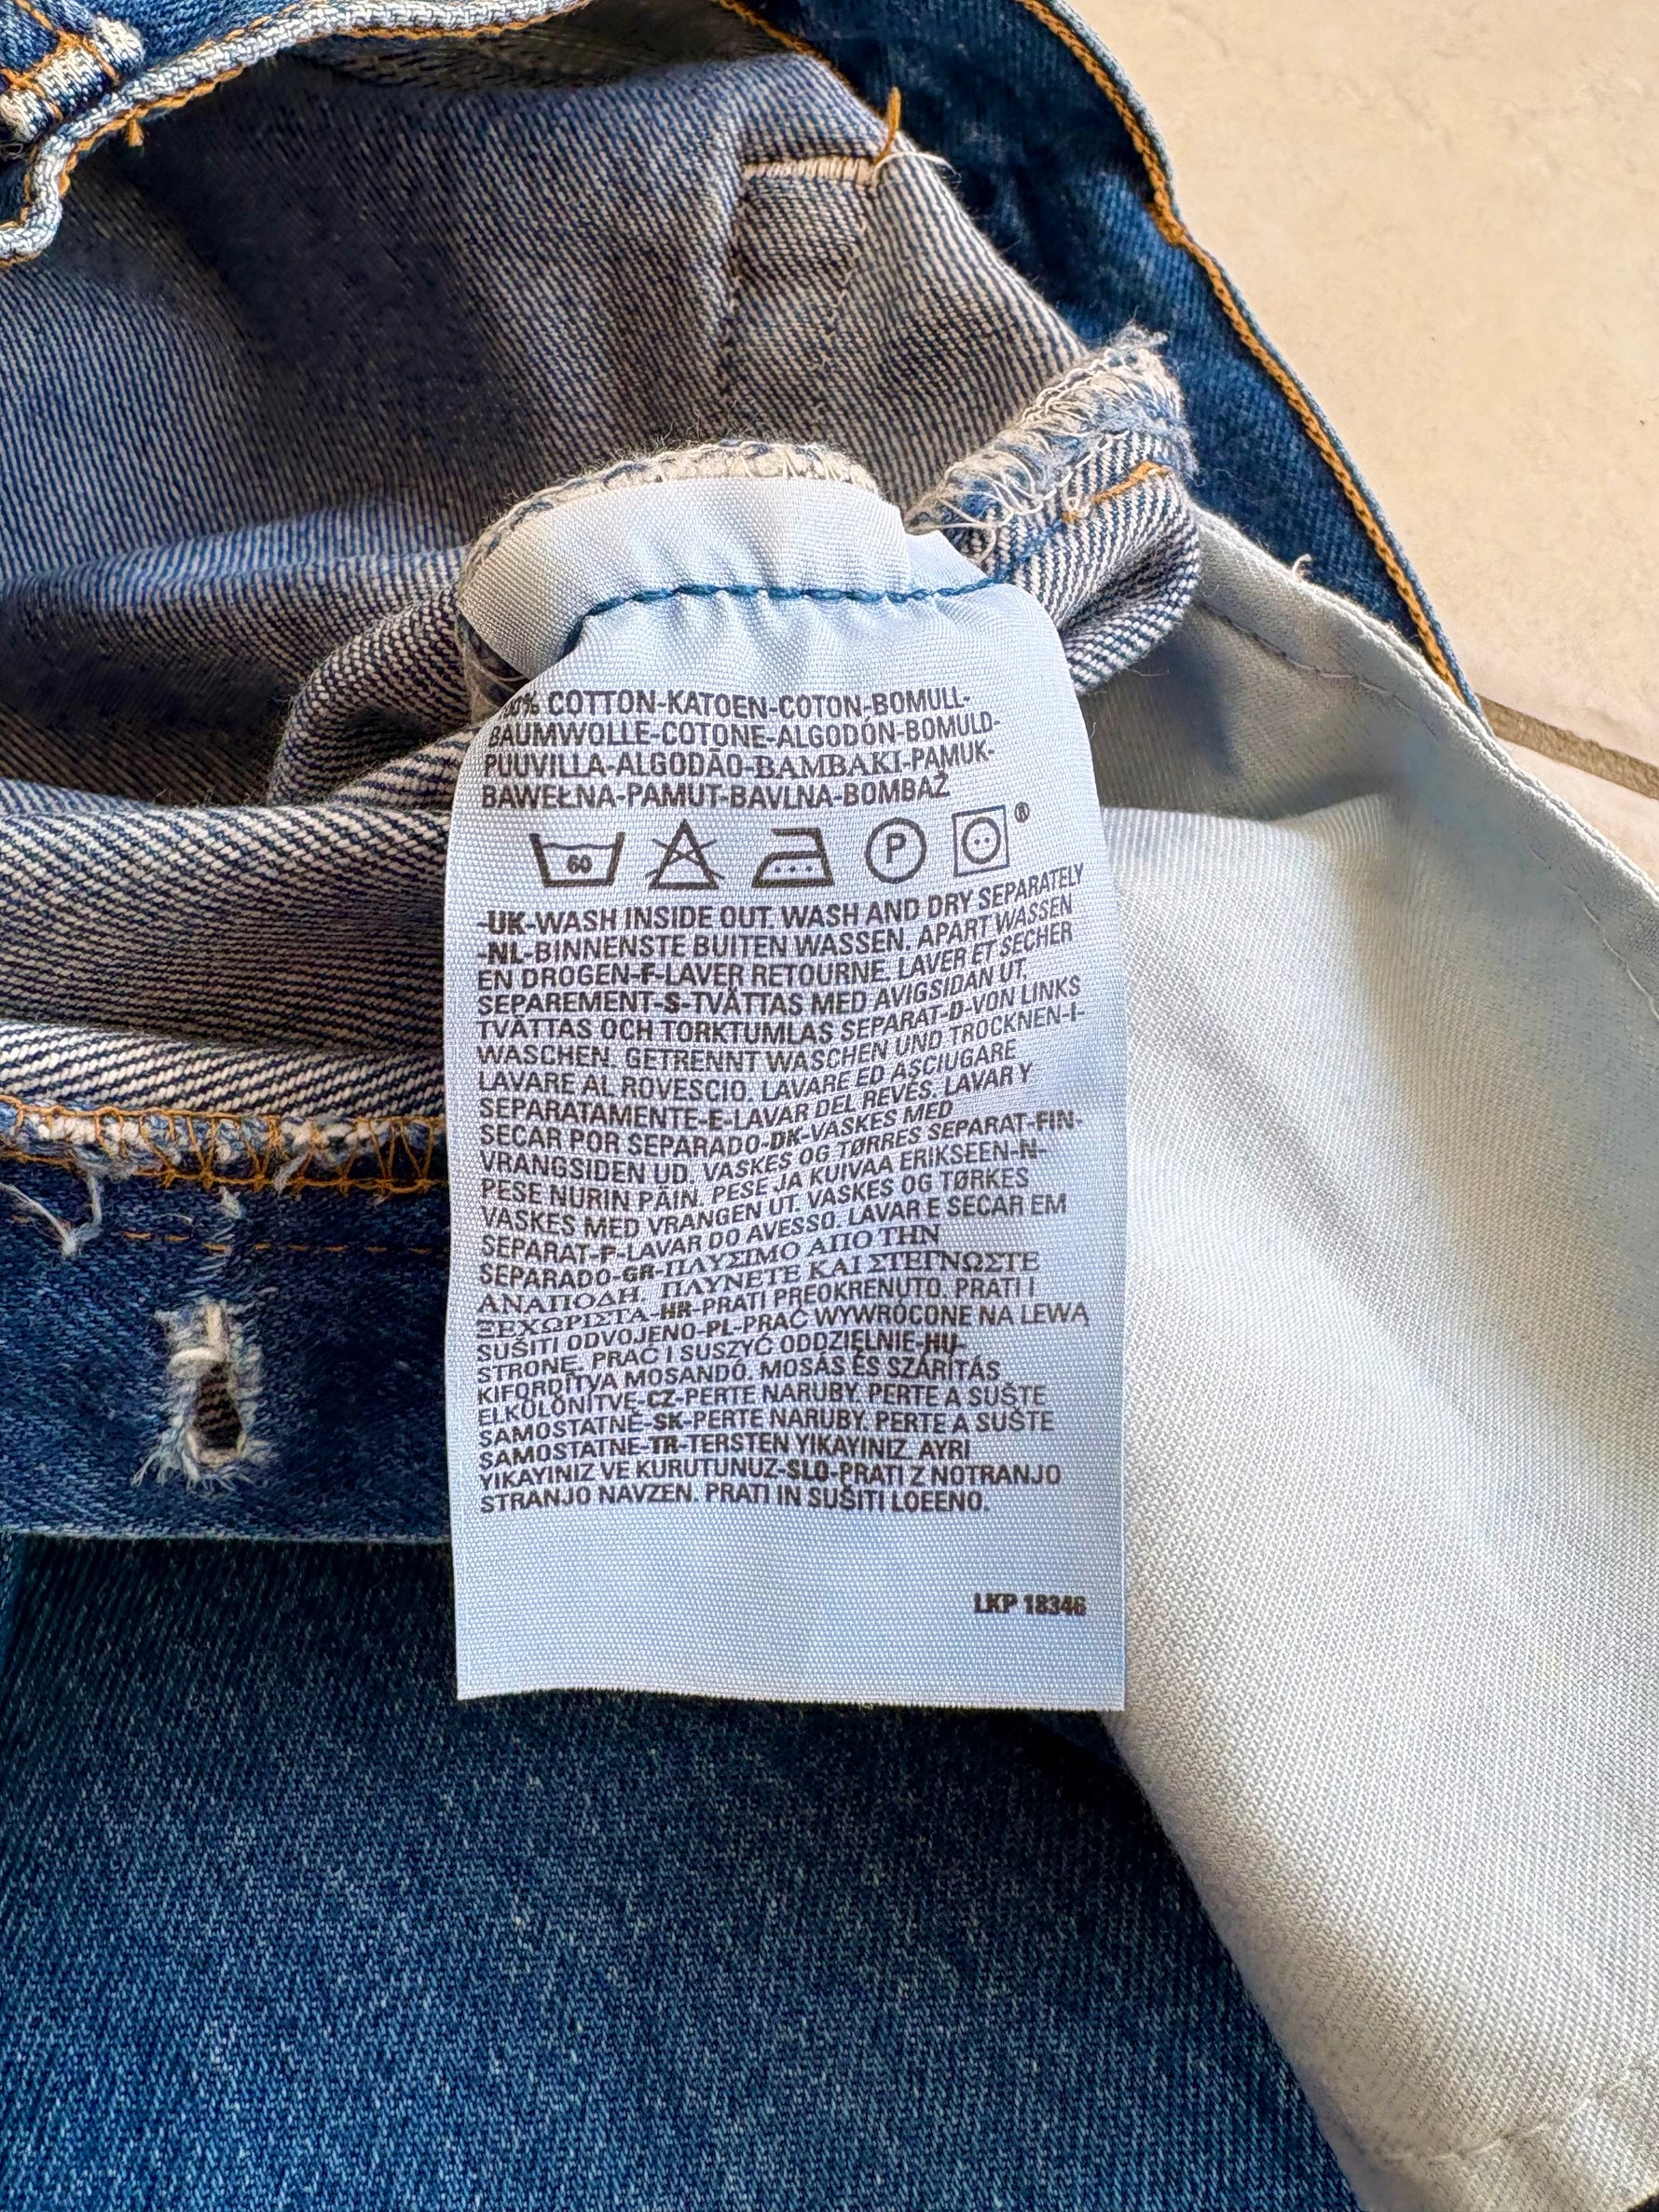 % COTTON-KATOEN-COTON-BOMULL-
BAUMWOLLE-COTONE-ALGODÓN-BOMULD-
PUUVILLA-ALGODÃO-BAMBAKI-PAMUK-
BAWEŁNA-PAMUT-BAVLNA-BOMBAŽ
60 P ®
-UK-WASH INSIDE OUT. WASH AND DRY SEPARATELY
-NL-BINNENSTE BUITEN WASSEN. APART WASSEN
EN DROGEN-F-LAVER RETOURNE. LAVER ET SECHER
SEPAREMENT-S-TVÄTTAS MED AVIGSIDAN UT.
TVÄTTAS OCH TORKTUMLAS SEPARAT-D-VON LINKS
WASCHEN. GETRENNT WASCHEN UND TROCKNEN-I-
LAVARE AL ROVESCIO. LAVARE ED ASCIUGARE
SEPARATAMENTE-E-LAVAR DEL REVÉS. LAVAR Y
SECAR POR SEPARADO-DK-VASKES MED
VRANGSIDEN UD. VASKES OG TØRRES SEPARAT-FIN-
PESE NURIN PÄIN. PESE JA KUIVAA ERIKSEEN-N-
VASKES MED VRANGEN UT. VASKES OG TØRKES
SEPARAT-P-LAVAR DO AVESSO. LAVAR E SECAR EM
SEPARADO-GR-ΠΛΥΣΙΜΟ ΑΠΟ ΤΗΝ
ΑΝΑΠΟΔΗ. ΠΛΥΝΕΤΕ ΚΑΙ ΣΤΕΓΝΩΣΤΕ
ΞΕΧΩΡΙΣΤΑ-HR-PRATI PREOKRENUTO. PRATI I
SUŠITI ODVOJENO-PL-PRAĆ WYWRÓCONE NA LEWĄ
STRONĘ. PRAĆ I SUSZYĆ ODDZIELNIE-HU-
KIFORDÍTVA MOSANDÓ. MOSÁS ÉS SZÁRÍTÁS
ELKÜLÖNÍTVE-CZ-PERTE NARUBY. PERTE A SUŠTE
SAMOSTATNĚ-SK-PERTE NARUBY. PERTE A SUŠTE
SAMOSTATNE-TR-TERSTEN YIKAYINIZ. AYRI
YIKAYINIZ VE KURUTUNUZ-SLO-PRATI Z NOTRANJO
STRANJO NAVZEN. PRATI IN SUŠITI LOEENO.
LKP 18346